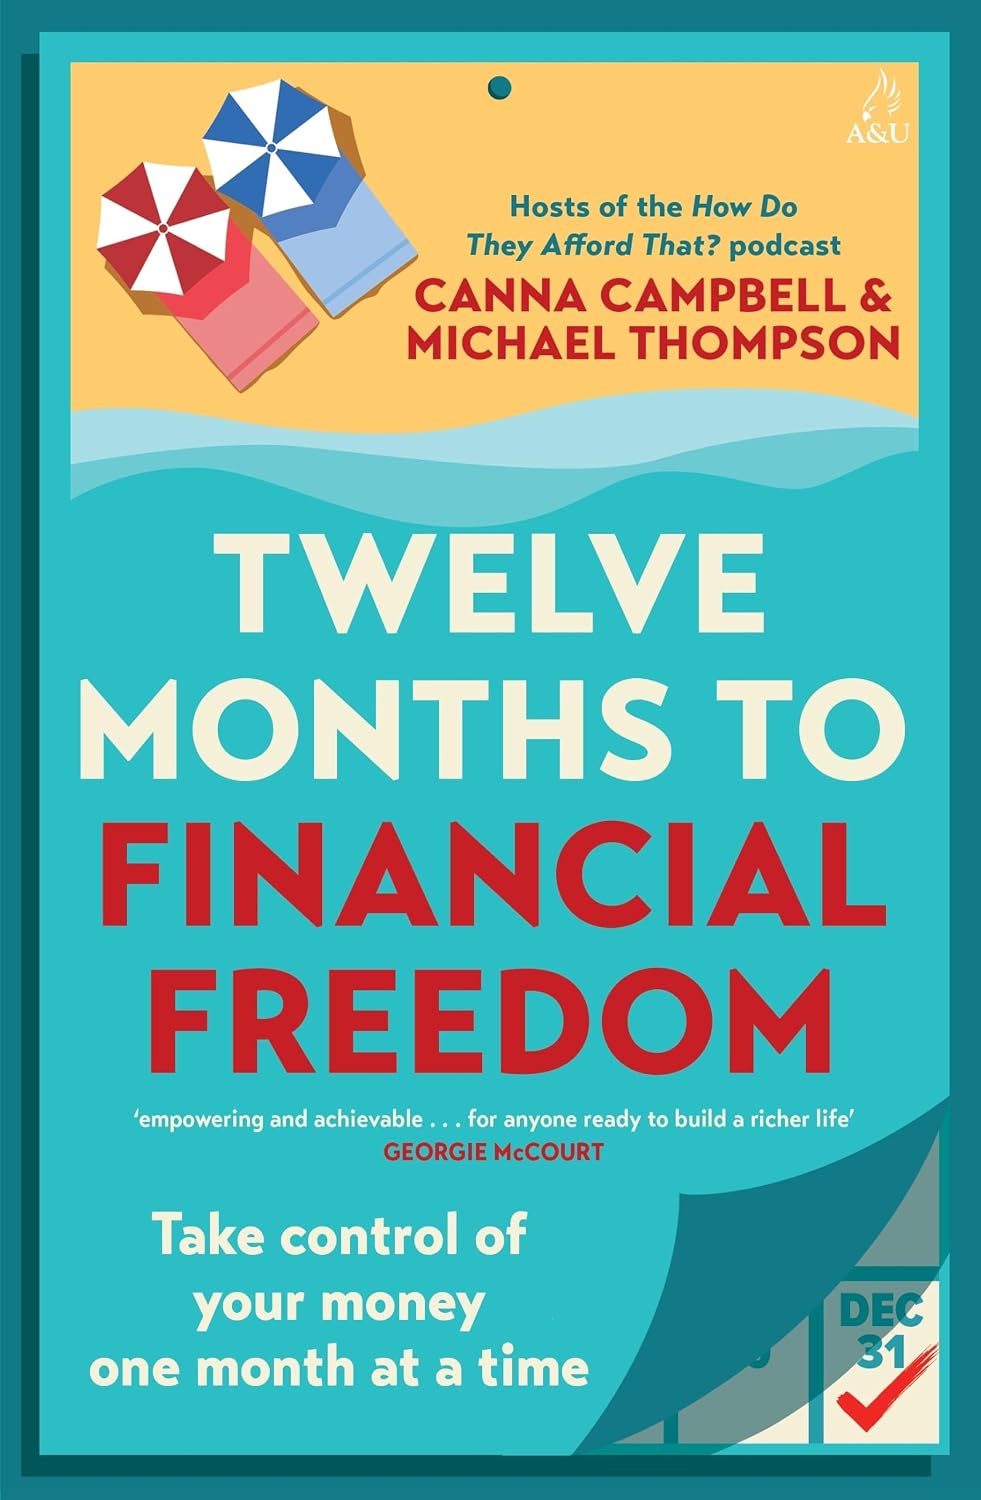 A&U
Hosts of the How Do
They Afford That? podcast
CANNA CAMPBELL &
MICHAEL THOMPSON
TWELVE
MONTHS TO
FINANCIAL
FREEDOM
‘empowering and achievable . . . for anyone ready to build a richer life’
GEORGIE McCOURT
Take control of
your money
one month at a time
DEC
31